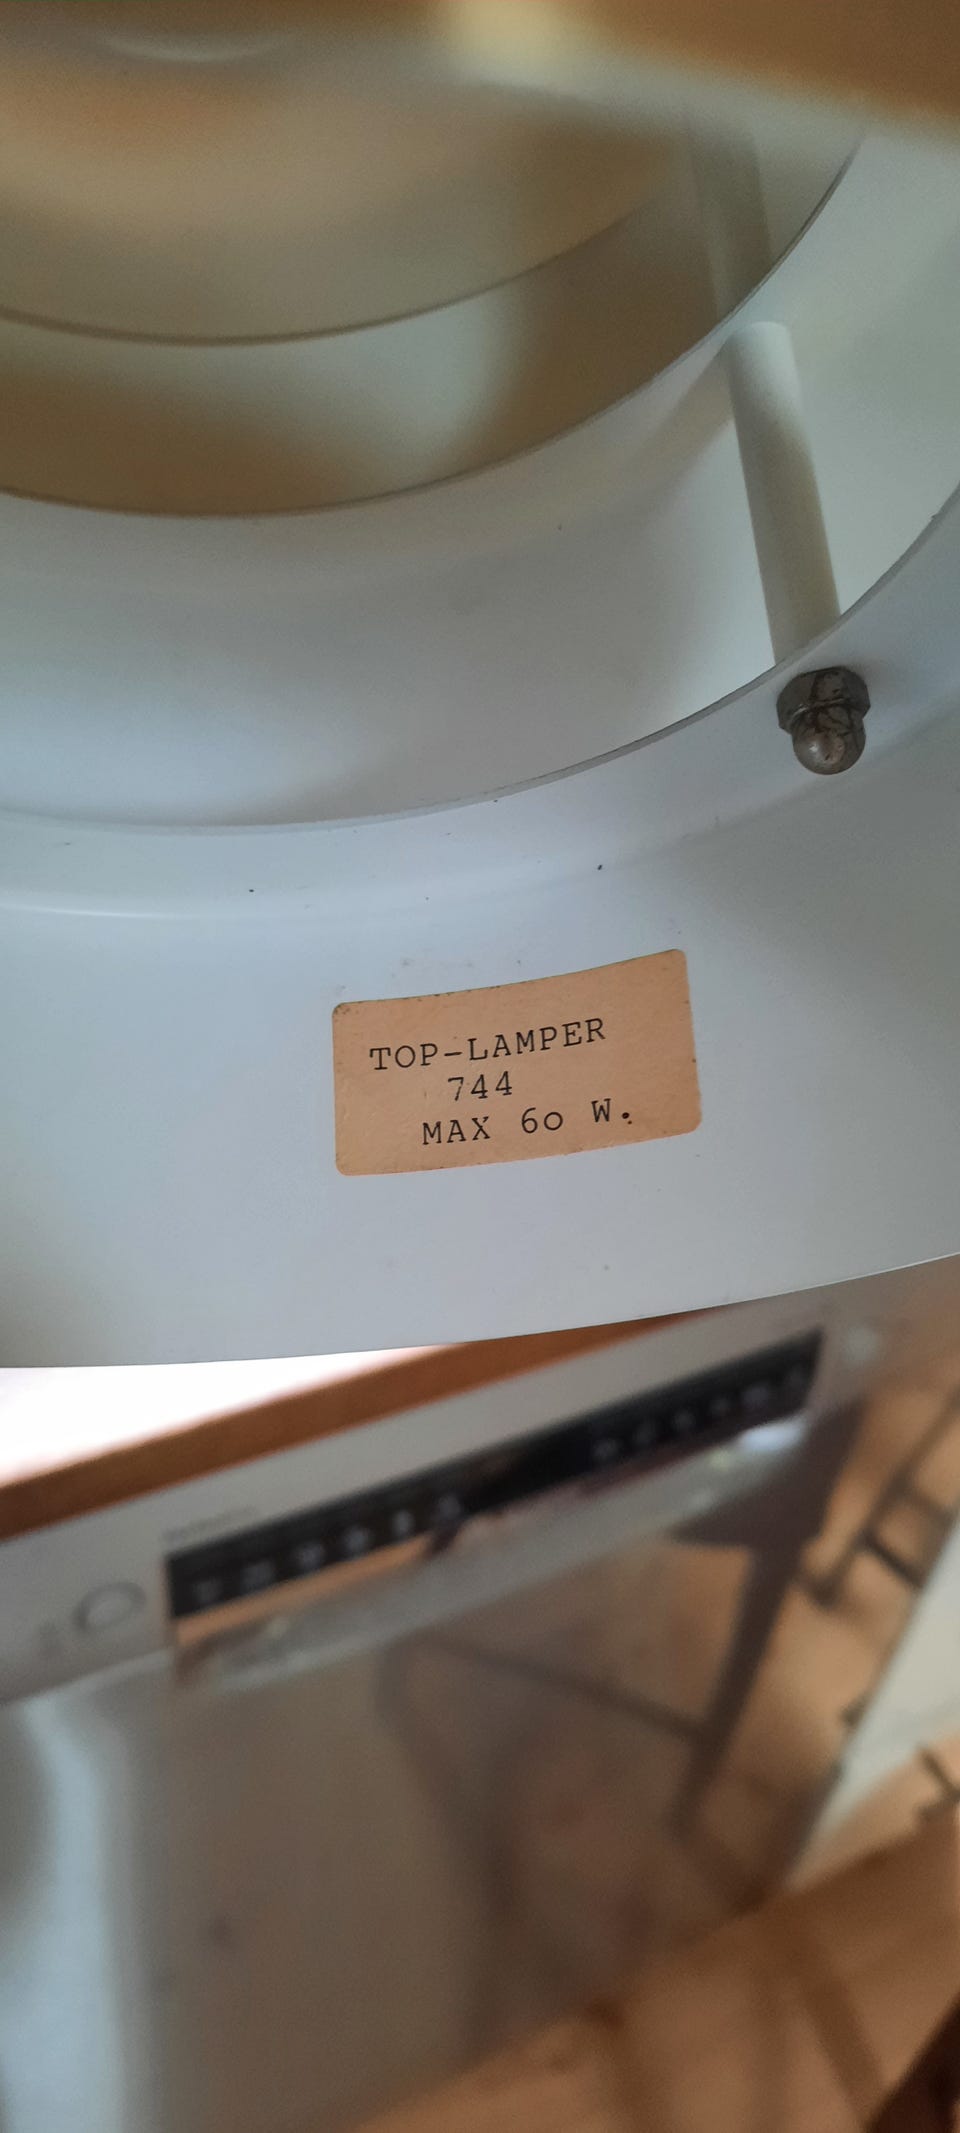 TOP-LAMPER
744
MAX 60 W.